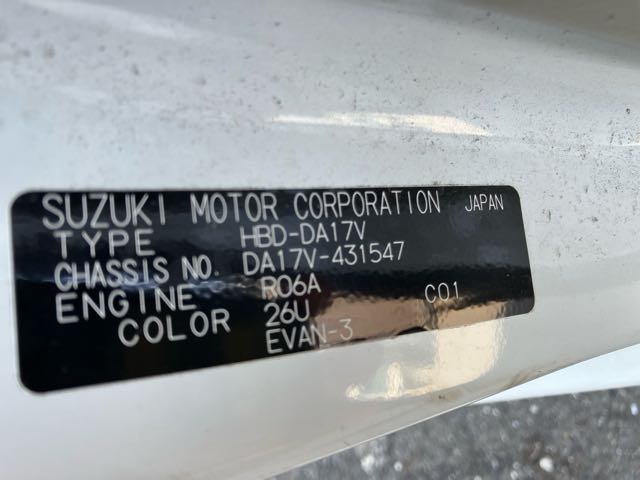 SUZUKI MOTOR CORPORATION JAPAN
TYPE HBD-DA17V
CHASSIS NO. DA17V-431547
ENGINE R06A C01
COLOR 26U
EVAN-3